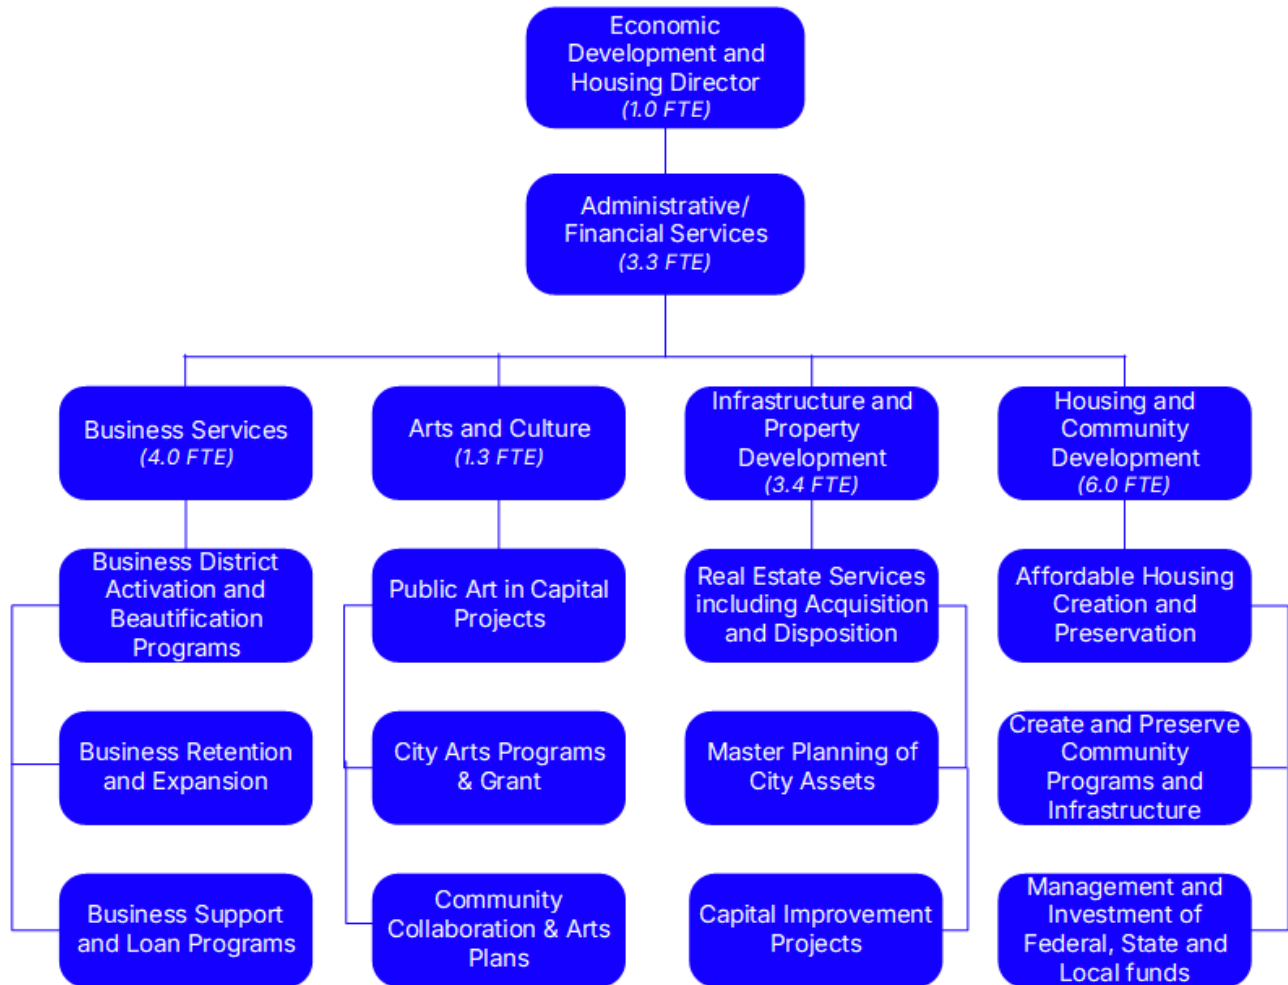 Economic
Development and
Housing Director
(1.0 FTE)
Administrative/
Financial Services
(3.3 FTE)
Business Services
(4.0 FTE)
Arts and Culture
(1.3 FTE)
Infrastructure and
Property
Development
(3.4 FTE)
Housing and
Community
Development
(6.0 FTE)
Business District
Activation and
Beautification
Programs
Public Art in Capital
Projects
Real Estate Services
including Acquisition
and Disposition
Affordable Housing
Creation and
Preservation
Business Retention
and Expansion
City Arts Programs
& Grant
Master Planning of
City Assets
Create and Preserve
Community
Programs and
Infrastructure
Business Support
and Loan Programs
Community
Collaboration & Arts
Plans
Capital Improvement
Projects
Management and
Investment of
Federal, State and
Local funds